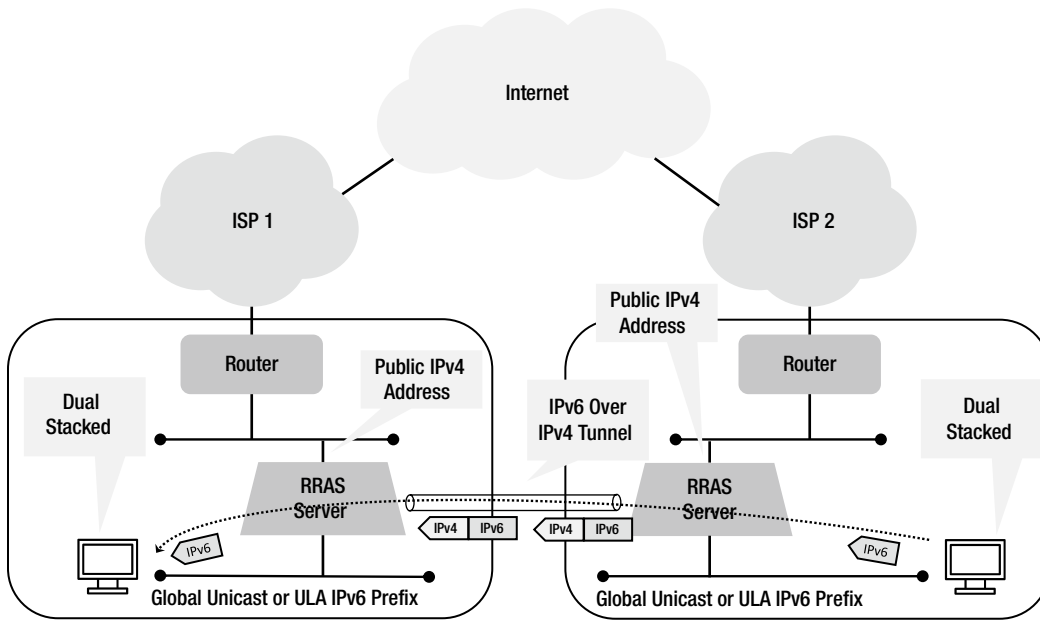 Internet
ISP 1
ISP 2
Public IPv4
Address
Router
Public IPv4
Address
Router
Dual
Stacked
IPv6 Over
IPv4 Tunnel
Dual
Stacked
RRAS
Server
RRAS
Server
IPv4 IPv6
IPv4 IPv6
IPv6
IPv6
Global Unicast or ULA IPv6 Prefix
Global Unicast or ULA IPv6 Prefix